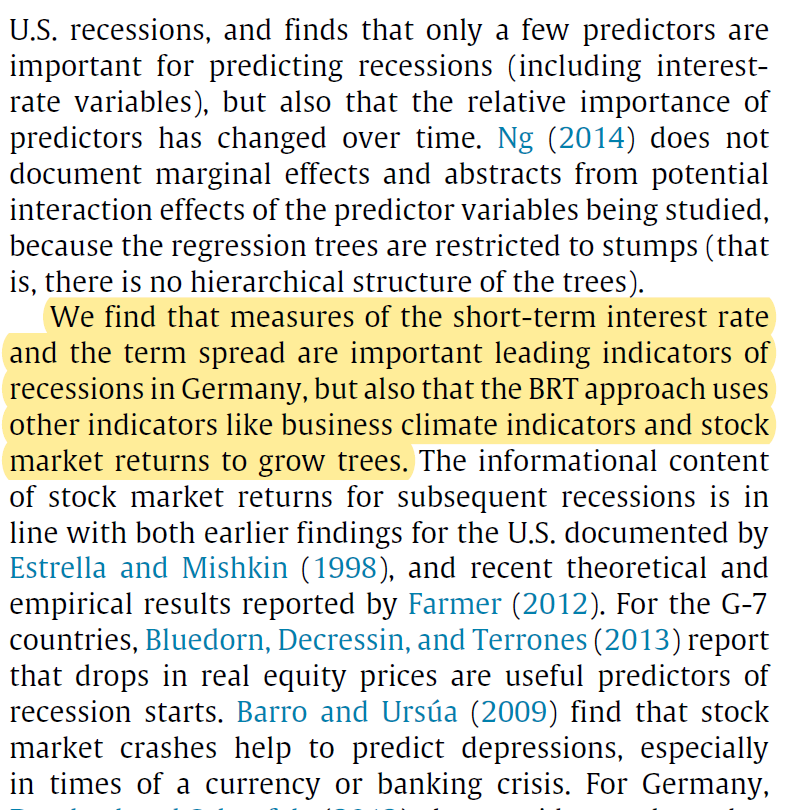 U.S. recessions, and finds that only a few predictors are
important for predicting recessions (including interest-
rate variables), but also that the relative importance of
predictors has changed over time. Ng (2014) does not
document marginal effects and abstracts from potential
interaction effects of the predictor variables being studied,
because the regression trees are restricted to stumps (that
is, there is no hierarchical structure of the trees).
We find that measures of the short-term interest rate
and the term spread are important leading indicators of
recessions in Germany, but also that the BRT approach uses
other indicators like business climate indicators and stock
market returns to grow trees. The informational content
of stock market returns for subsequent recessions is in
line with both earlier findings for the U.S. documented by
Estrella and Mishkin (1998), and recent theoretical and
empirical results reported by Farmer (2012). For the G-7
countries, Bluedorn, Decressin, and Terrones (2013) report
that drops in real equity prices are useful predictors of
recession starts. Barro and Ursúa (2009) find that stock
market crashes help to predict depressions, especially
in times of a currency or banking crisis. For Germany,